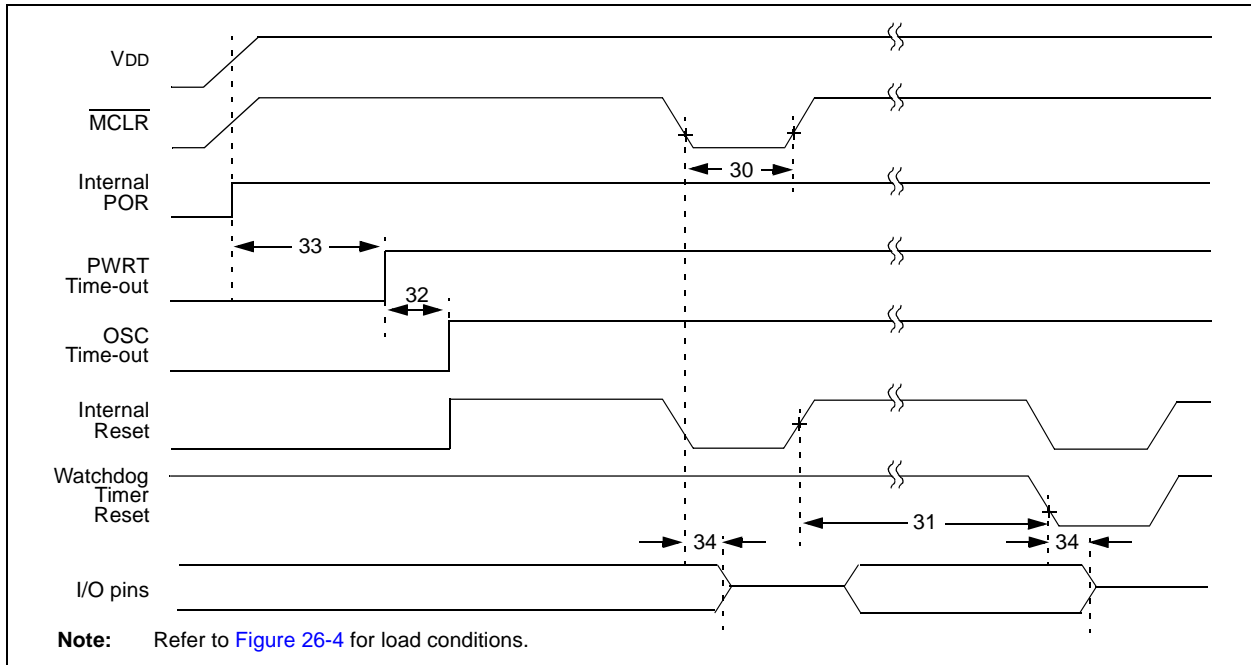 VDD
MCLR
30
Internal
POR
33
PWRT
Time-out
32
OSC
Time-out
Internal
Reset
Watchdog
Timer
Reset
31
34
34
I/O pins
Note: Refer to Figure 26-4 for load conditions.